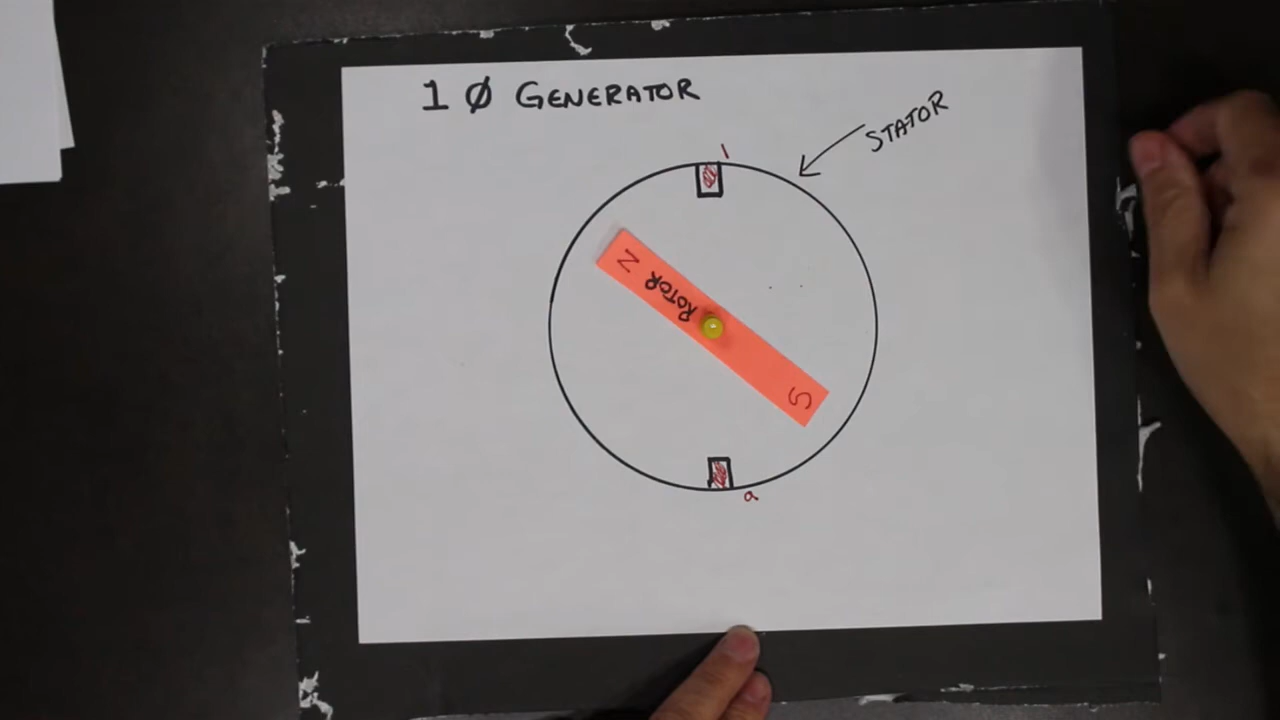 1 Ø GENERATOR
STATOR
1
N
ROTOR
S
a